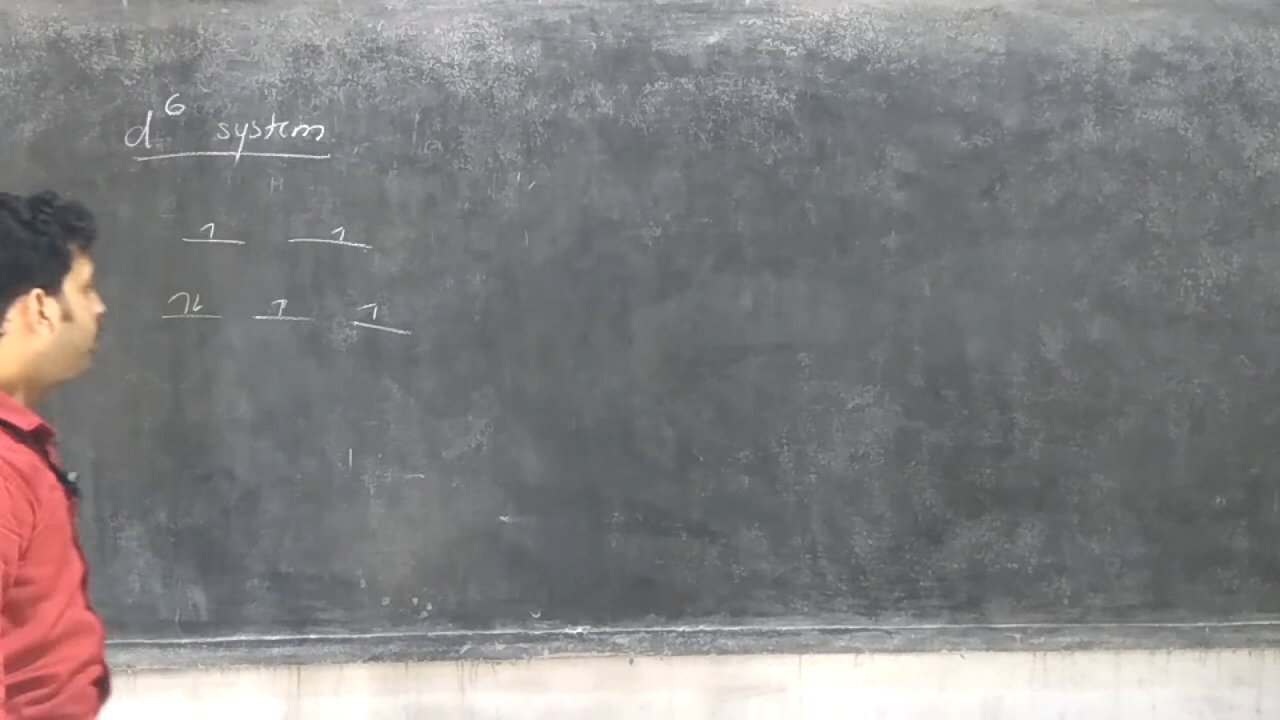 d⁶ system
↿ ↿
↿⇂ ↿ ↿